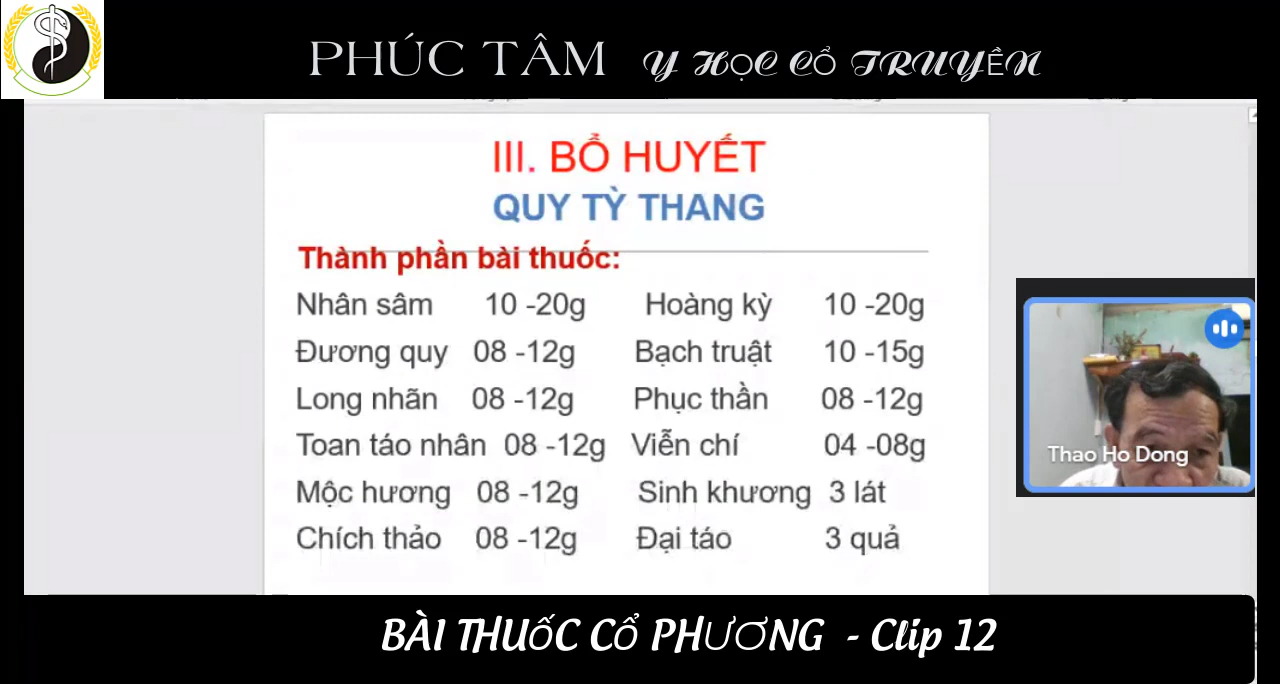 PHÚC TÂM Y HỌC CỔ TRUYỀN
III. BỔ HUYẾT
QUY TỲ THANG
Thành phần bài thuốc:
Nhân sâm 10 -20g Hoàng kỳ 10 -20g
Đương quy 08 -12g Bạch truật 10 -15g
Long nhãn 08 -12g Phục thần 08 -12g
Toan táo nhân 08 -12g Viễn chí 04 -08g
Mộc hương 08 -12g Sinh khương 3 lát
Chích thảo 08 -12g Đại táo 3 quả
Thao Ho Dong
BÀI THUỐC CỔ PHƯƠNG - Clip 12